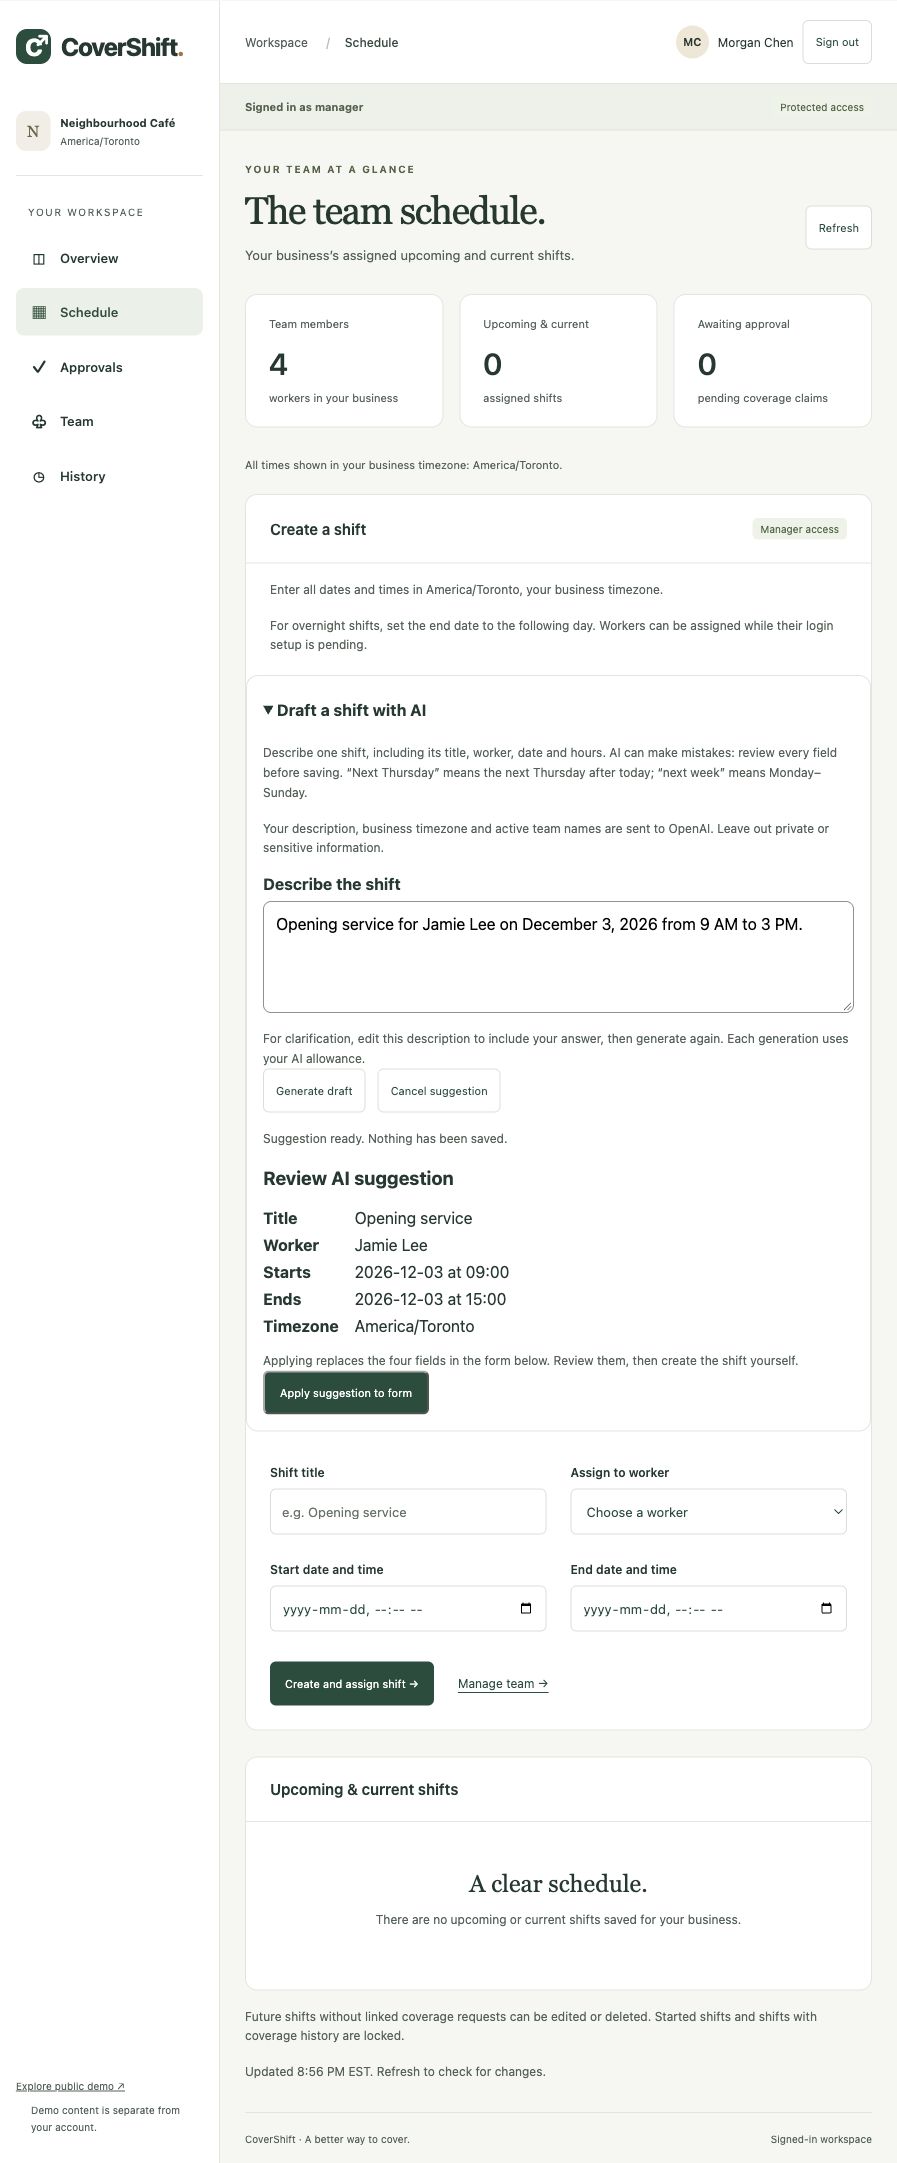 CoverShift.
Workspace / Schedule
MC Morgan Chen
Sign out
N
Neighbourhood Café
America/Toronto
YOUR WORKSPACE
Overview
Schedule
Approvals
Team
History
Signed in as manager
Protected access
YOUR TEAM AT A GLANCE
The team schedule.
Your business's assigned upcoming and current shifts.
Refresh
Team members
4
workers in your business
Upcoming & current
0
assigned shifts
Awaiting approval
0
pending coverage claims
All times shown in your business timezone: America/Toronto.
Create a shift
Manager access
Enter all dates and times in America/Toronto, your business timezone.
For overnight shifts, set the end date to the following day. Workers can be assigned while their login
setup is pending.
▼ Draft a shift with AI
Describe one shift, including its title, worker, date and hours. AI can make mistakes: review every field
before saving. “Next Thursday” means the next Thursday after today; “next week” means Monday–
Sunday.
Your description, business timezone and active team names are sent to OpenAI. Leave out private or
sensitive information.
Describe the shift
Opening service for Jamie Lee on December 3, 2026 from 9 AM to 3 PM.
For clarification, edit this description to include your answer, then generate again. Each generation uses
your AI allowance.
Generate draft
Cancel suggestion
Suggestion ready. Nothing has been saved.
Review AI suggestion
Title Opening service
Worker Jamie Lee
Starts 2026-12-03 at 09:00
Ends 2026-12-03 at 15:00
Timezone America/Toronto
Applying replaces the four fields in the form below. Review them, then create the shift yourself.
Apply suggestion to form
Shift title
e.g. Opening service
Assign to worker
Choose a worker
Start date and time
yyyy-mm-dd, --:-- --
End date and time
yyyy-mm-dd, --:-- --
Create and assign shift →
Manage team →
Upcoming & current shifts
A clear schedule.
There are no upcoming or current shifts saved for your business.
Future shifts without linked coverage requests can be edited or deleted. Started shifts and shifts with
coverage history are locked.
Updated 8:56 PM EST. Refresh to check for changes.
Explore public demo ↗
Demo content is separate from
your account.
CoverShift · A better way to cover.
Signed-in workspace